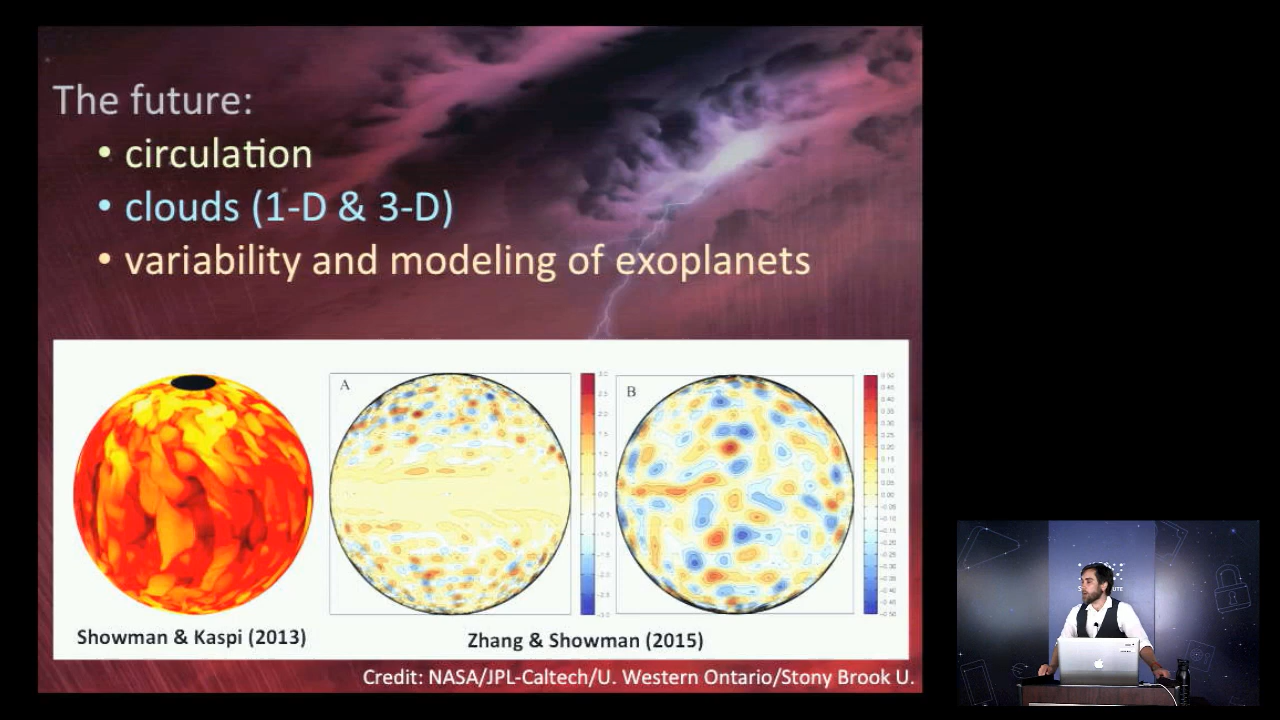 The future:
• circulation
• clouds (1-D & 3-D)
• variability and modeling of exoplanets
A
B
Showman & Kaspi (2013)
Zhang & Showman (2015)
Credit: NASA/JPL-Caltech/U. Western Ontario/Stony Brook U.